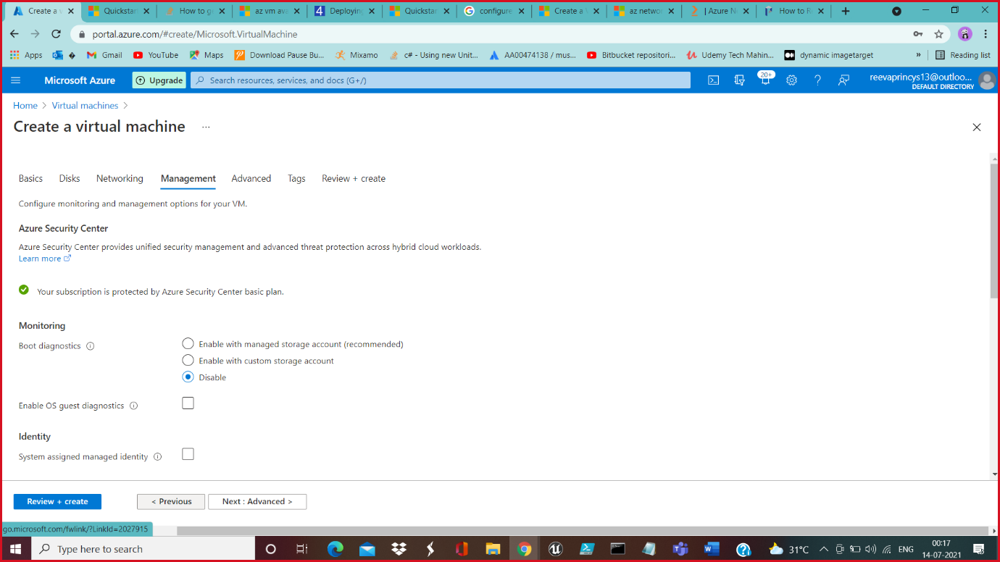 Create a v
Quickstar
How to g
az vm ava
Deploying
Quicksta
configure
Create a V
az netwo
| Azure N
How to R
portal.azure.com/#create/Microsoft.VirtualMachine
Apps
Gmail
YouTube
Maps
Download Pause Bu...
Mixamo
c# - Using new Unit...
AA00474138 / mus...
Bitbucket repositori...
Udemy Tech Mahin...
dynamic imagetarget
»
Reading list
Microsoft Azure
Upgrade
Search resources, services, and docs (G+/)
20+
reevaprincys13@outloo...
DEFAULT DIRECTORY
Home > Virtual machines >
Create a virtual machine ...
Basics Disks Networking Management Advanced Tags Review + create
Configure monitoring and management options for your VM.
Azure Security Center
Azure Security Center provides unified security management and advanced threat protection across hybrid cloud workloads.
Learn more
Your subscription is protected by Azure Security Center basic plan.
Monitoring
Boot diagnostics
Enable with managed storage account (recommended)
Enable with custom storage account
Disable
Enable OS guest diagnostics
Identity
System assigned managed identity
Review + create
< Previous
Next : Advanced >
go.microsoft.com/fwlink/?LinkId=2027915
Type here to search
31°C
ENG
00:17
14-07-2021